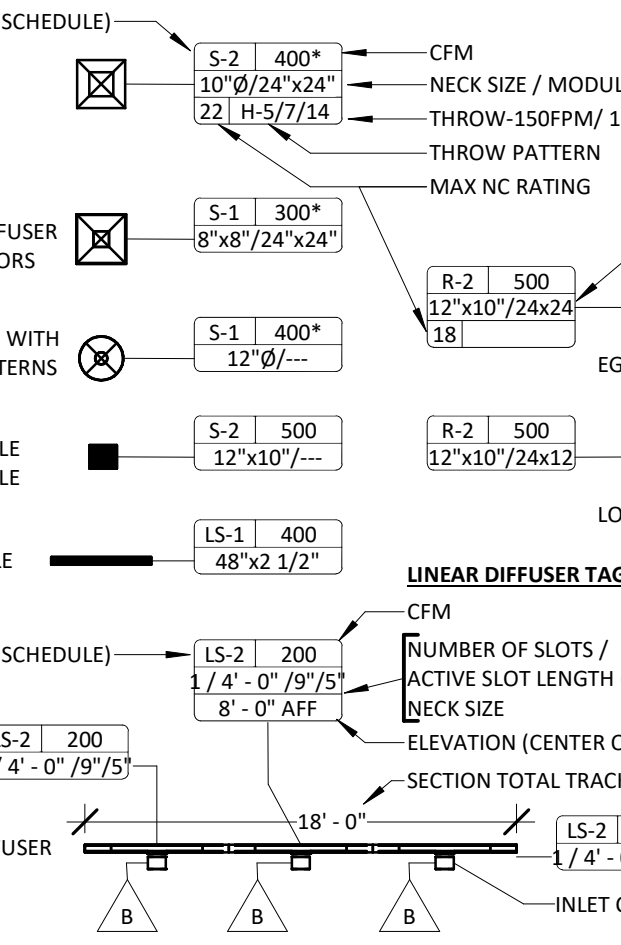 SCHEDULE)
S-2 400*
CFM
10"Ø/24"x24"
NECK SIZE / MODUL
22 H-5/7/14
THROW-150FPM/ 1
THROW PATTERN
MAX NC RATING
FUSER
ORS
S-1 300*
8"x8"/24"x24"
R-2 500
12"x10"/24x24
18
WITH
TERNS
S-1 400*
12"Ø/---
EG
LE
LE
S-2 500
12"x10"/---
R-2 500
12"x10"/24x12
LO
LE
LS-1 400
48"x2 1/2"
LINEAR DIFFUSER TAG
CFM
SCHEDULE)
LS-2 200
1 / 4' - 0" /9"/5"
8' - 0" AFF
NUMBER OF SLOTS /
ACTIVE SLOT LENGTH
NECK SIZE
ELEVATION (CENTER O
LS-2 200
/ 4' - 0" /9"/5"
SECTION TOTAL TRACK
18' - 0"
FUSER
LS-2
1 / 4' - 0
INLET C
B
B
B